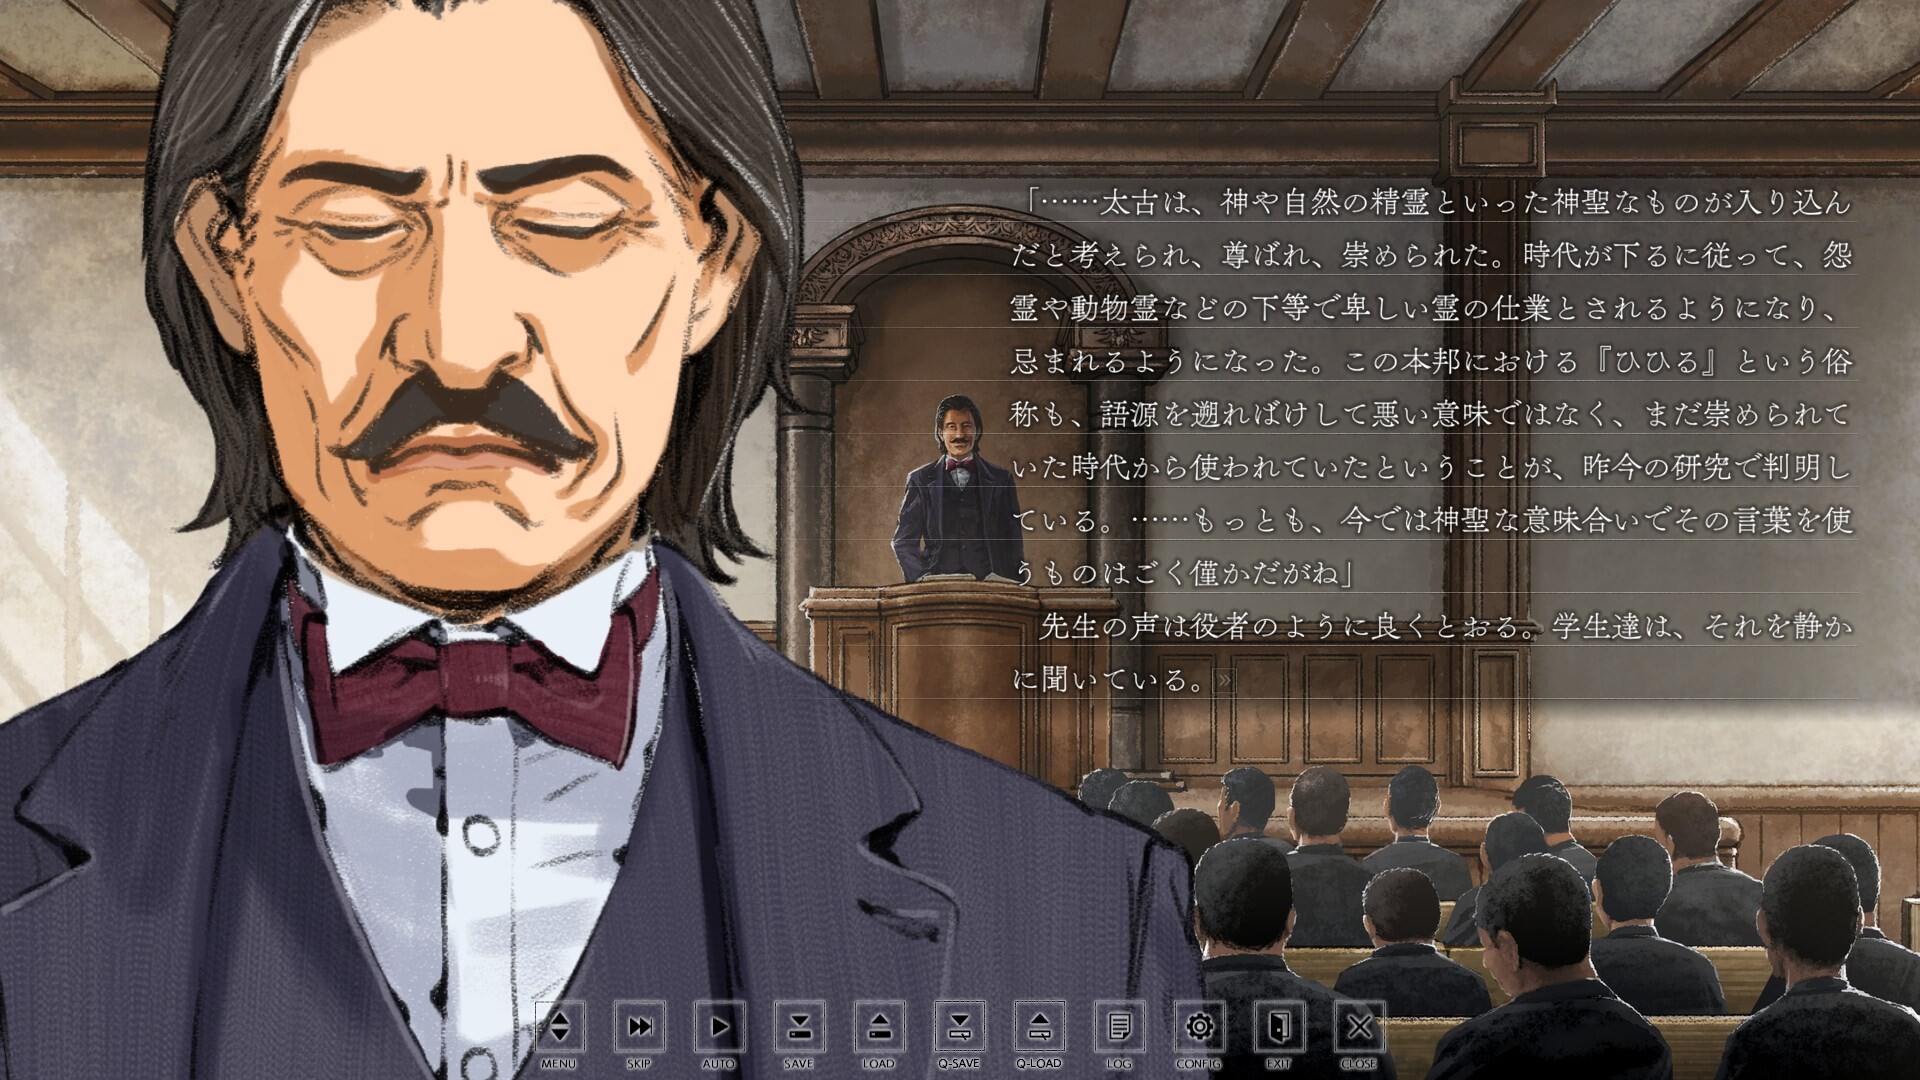 「……太古は、神や自然の精霊といった神聖なものが入り込ん
だと考えられ、尊ばれ、崇められた。時代が下るに従って、怨
霊や動物霊などの下等で卑しい霊の仕業とされるようになり、
忌まれるようになった。この本邦における『ひひる』という俗
称も、語源を遡ればけして悪い意味ではなく、まだ崇められて
いた時代から使われていたということが、昨今の研究で判明し
ている。……もっとも、今では神聖な意味合いでその言葉を使
うものはごく僅かだがね」
先生の声は役者のように良くとおる。学生達は、それを静か
に聞いている。
MENU SKIP AUTO SAVE LOAD Q-SAVE Q-LOAD LOG CONFIG EXIT CLOSE